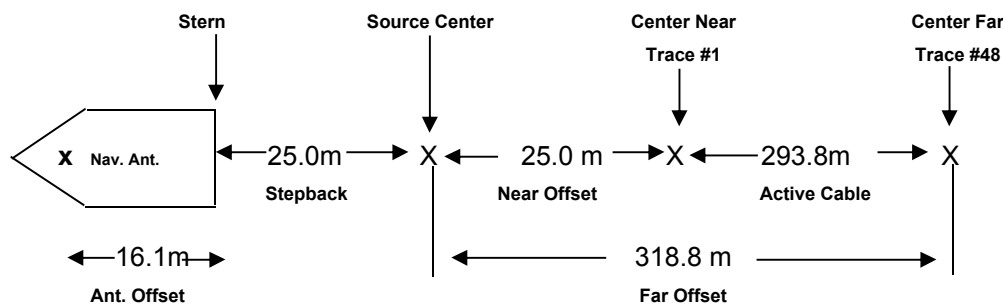 Stern
Source Center
Center Near
Trace #1
Center Far
Trace #48
X Nav. Ant.
25.0m
X
25.0 m
X
293.8m
X
Stepback
Near Offset
Active Cable
16.1m
318.8 m
Ant. Offset
Far Offset